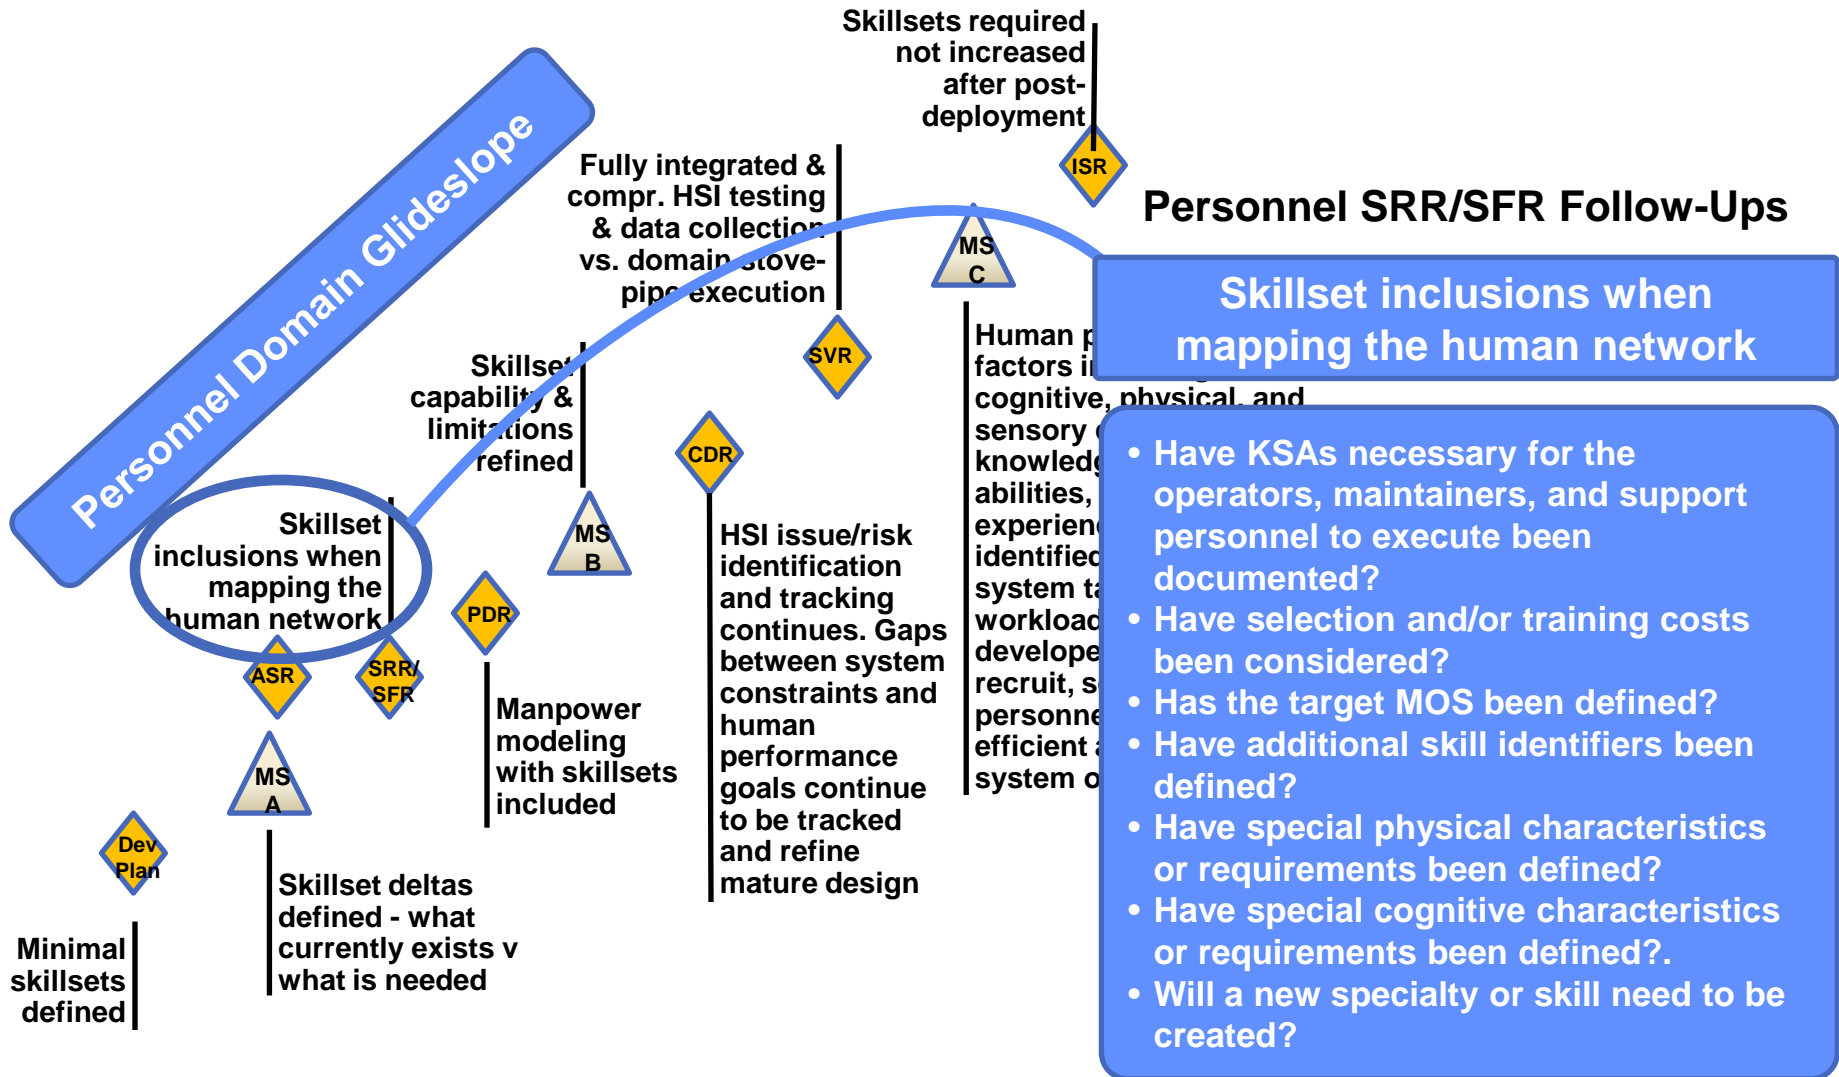 Personnel Domain Glideslope
Minimal
skillsets
defined
Dev
Plan
MS
A
Skillset deltas
defined - what
currently exists v
what is needed
ASR
Skillset
inclusions when
mapping the
human network
SRR/
SFR
PDR
Manpower
modeling
with skillsets
included
Skillset
capability &
limitations
refined
MS
B
CDR
HSI issue/risk
identification
and tracking
continues. Gaps
between system
constraints and
human
performance
goals continue
to be tracked
and refine
mature design
Fully integrated &
compr. HSI testing
& data collection
vs. domain stove-
pipe execution
SVR
MS
C
Human
factors
cognitive, physical, and
sensory
abilities,
identified
system
workload
recruit,
efficient
system
Skillsets required
not increased
after post-
deployment
ISR
Personnel SRR/SFR Follow-Ups
Skillset inclusions when
mapping the human network
• Have KSAs necessary for the
operators, maintainers, and support
personnel to execute been
documented?
• Have selection and/or training costs
been considered?
• Has the target MOS been defined?
• Have additional skill identifiers been
defined?
• Have special physical characteristics
or requirements been defined?
• Have special cognitive characteristics
or requirements been defined?.
• Will a new specialty or skill need to be
created?